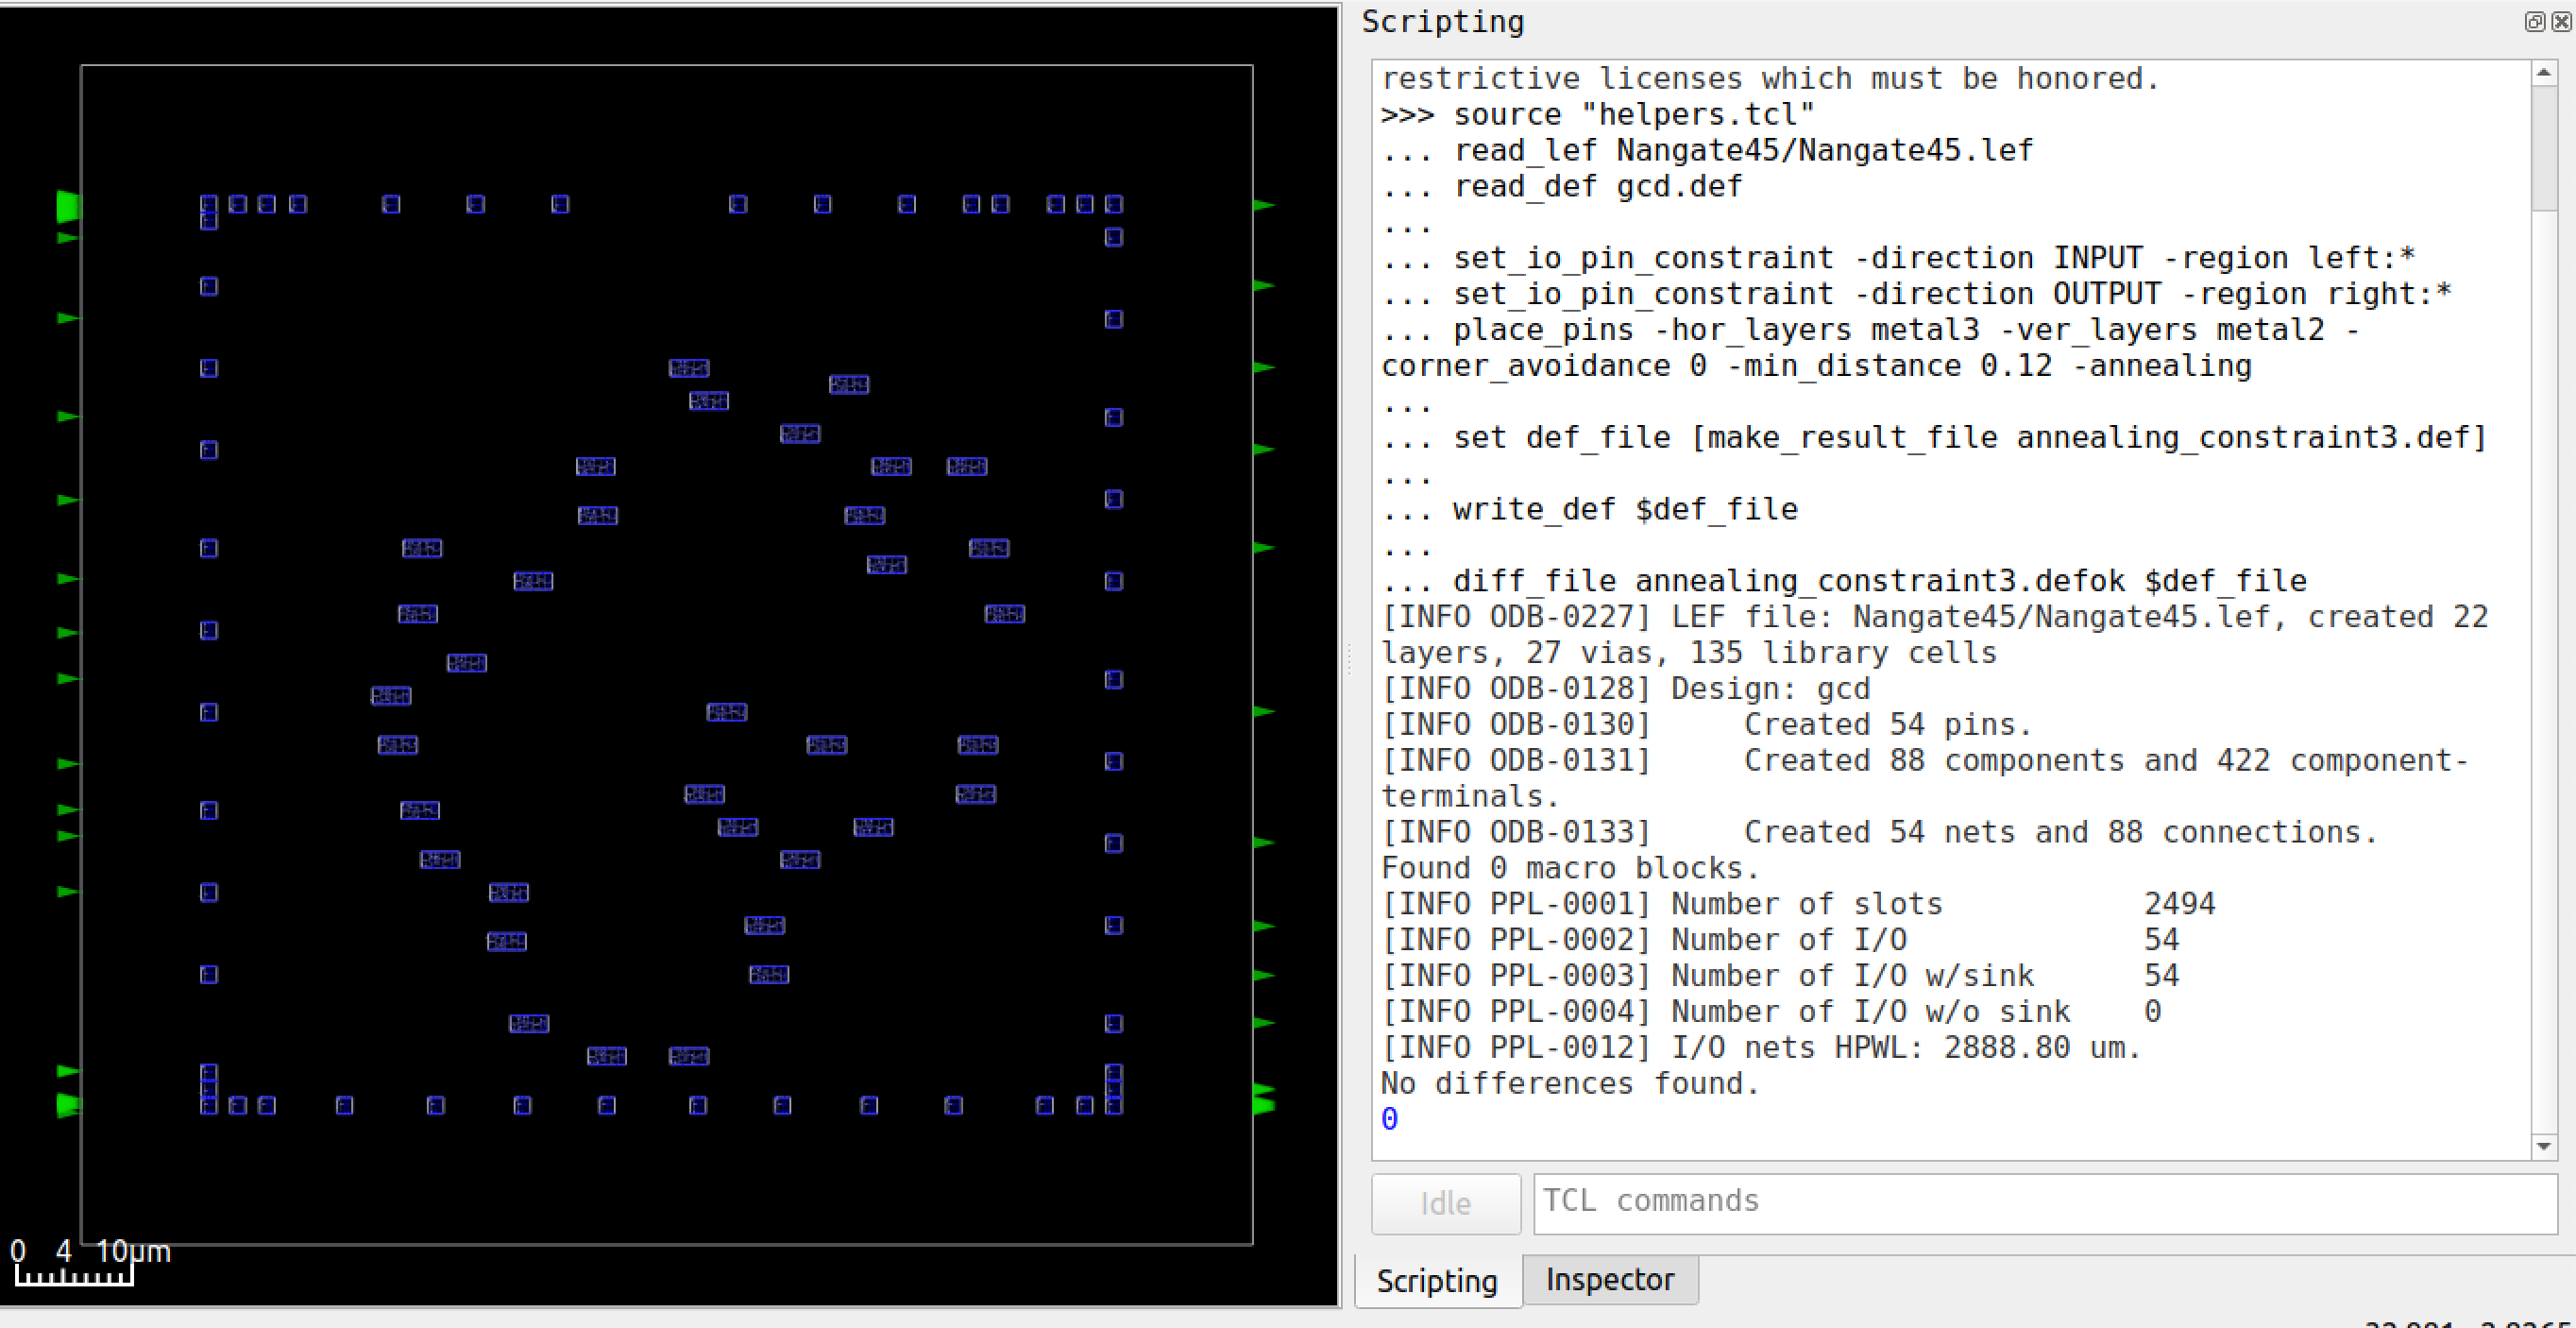 Scripting
restrictive licenses which must be honored.
>>> source "helpers.tcl"
... read_lef Nangate45/Nangate45.lef
... read_def gcd.def
...
... set_io_pin_constraint -direction INPUT -region left:*
... set_io_pin_constraint -direction OUTPUT -region right:*
... place_pins -hor_layers metal3 -ver_layers metal2 -
corner_avoidance 0 -min_distance 0.12 -annealing
...
... set def_file [make_result_file annealing_constraint3.def]
...
... write_def $def_file
...
... diff_file annealing_constraint3.defok $def_file
[INFO ODB-0227] LEF file: Nangate45/Nangate45.lef, created 22
layers, 27 vias, 135 library cells
[INFO ODB-0128] Design: gcd
[INFO ODB-0130]     Created 54 pins.
[INFO ODB-0131]     Created 88 components and 422 component-
terminals.
[INFO ODB-0133]     Created 54 nets and 88 connections.
Found 0 macro blocks.
[INFO PPL-0001] Number of slots           2494
[INFO PPL-0002] Number of I/O             54
[INFO PPL-0003] Number of I/O w/sink      54
[INFO PPL-0004] Number of I/O w/o sink    0
[INFO PPL-0012] I/O nets HPWL: 2888.80 um.
No differences found.
0
Idle
TCL commands
Scripting
Inspector
0 4 10μm